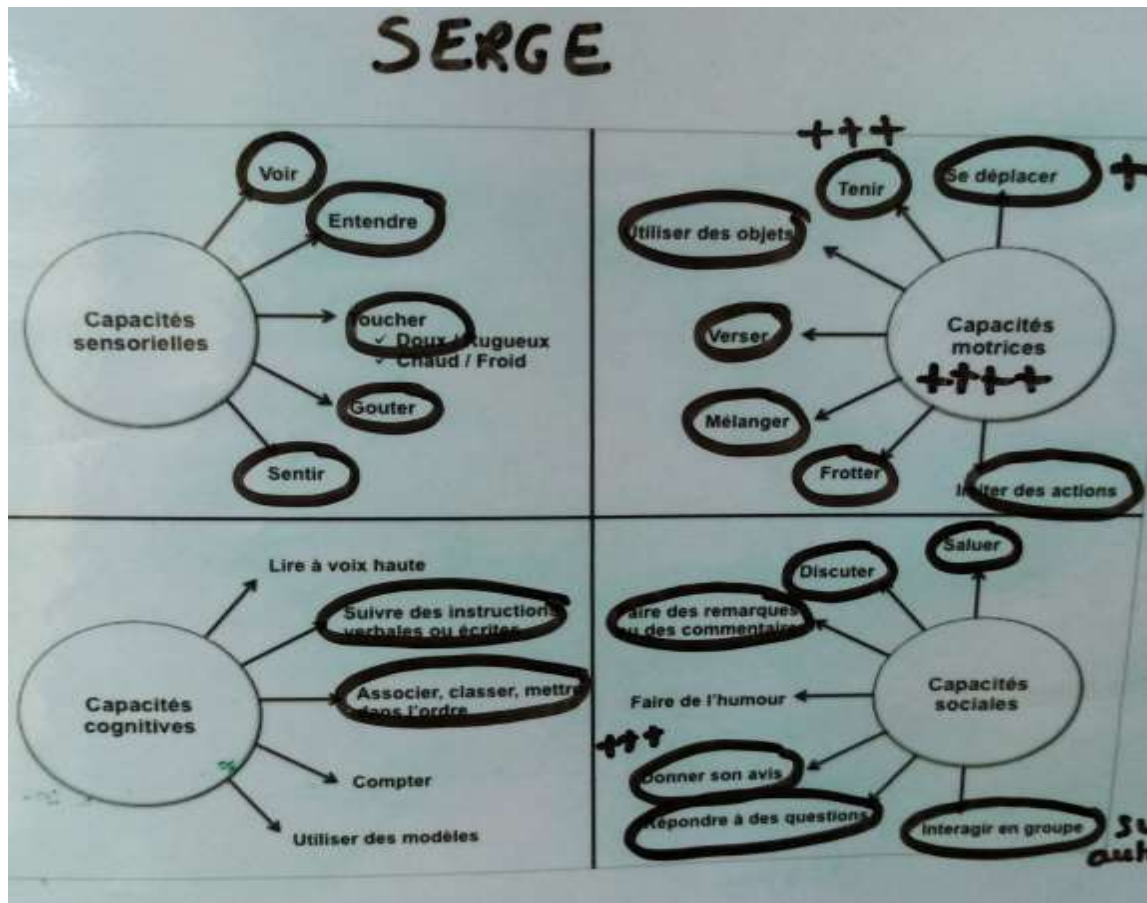 SERGE
Voir
Entendre
Toucher
✓ Doux / Rugueux
✓ Chaud / Froid
Gouter
Sentir
Capacités
sensorielles
+++
Tenir
Se déplacer
+
Utiliser des objets
Verser
Mélanger
Frotter
Imiter des actions
Capacités
motrices
++++
Lire à voix haute
Suivre des instructions
verbales ou écrites
Associer, classer, mettre
dans l'ordre
Compter
Utiliser des modèles
Capacités
cognitives
Saluer
Discuter
Faire des remarques
ou des commentaires
Faire de l'humour
+++
Donner son avis
Répondre à des questions
Interagir en groupe
Capacités
sociales